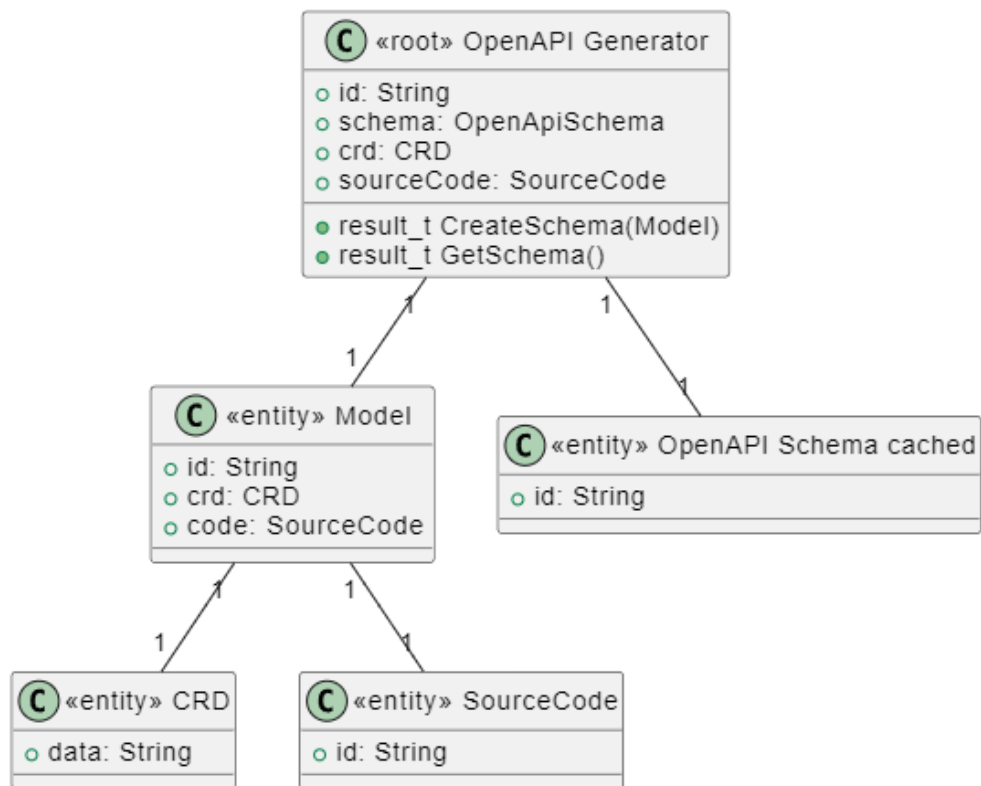 C «root» OpenAPI Generator
id: String
schema: OpenApiSchema
crd: CRD
sourceCode: SourceCode
result_t CreateSchema(Model)
result_t GetSchema()
1
1
1
1
C «entity» Model
id: String
crd: CRD
code: SourceCode
C «entity» OpenAPI Schema cached
id: String
1
1
1
1
C «entity» CRD
data: String
C «entity» SourceCode
id: String